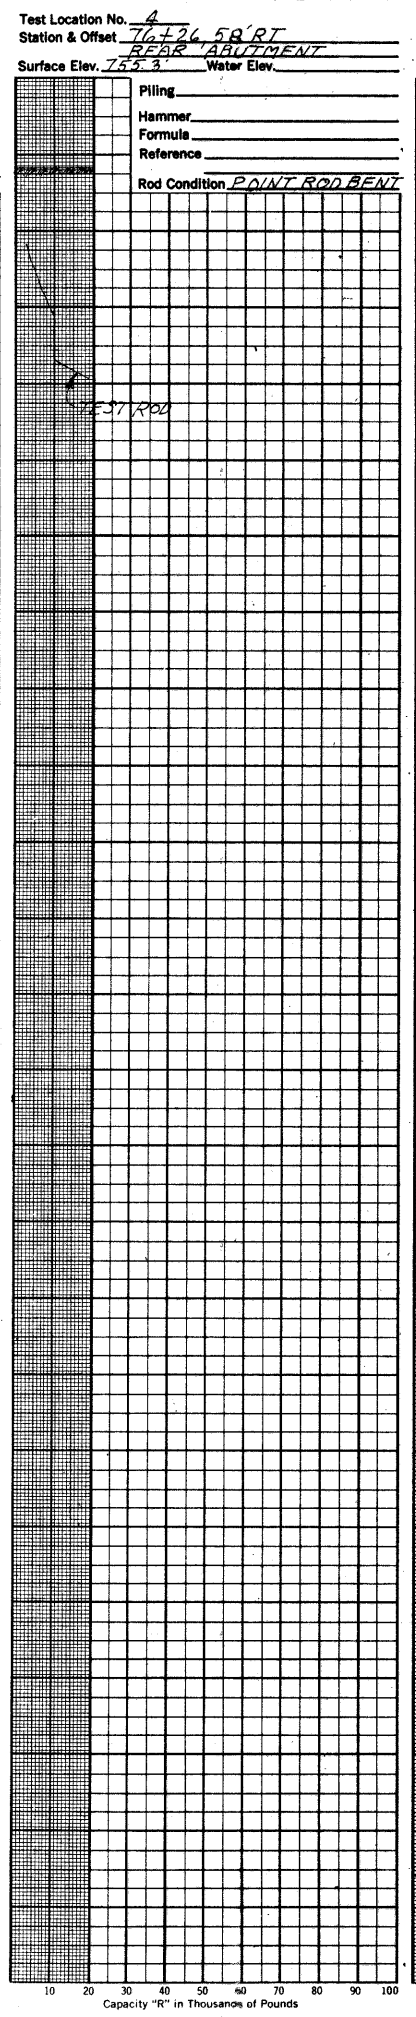 Test Location No. 4
Station & Offset 76+26 58' RT
REAR ABUTMENT
Surface Elev. 755.3' Water Elev.
Piling
Hammer
Formula
Reference
Rod Condition POINT ROD BENT
TEST ROD
10 20 30 40 50 60 70 80 90 100
Capacity "R" in Thousands of Pounds